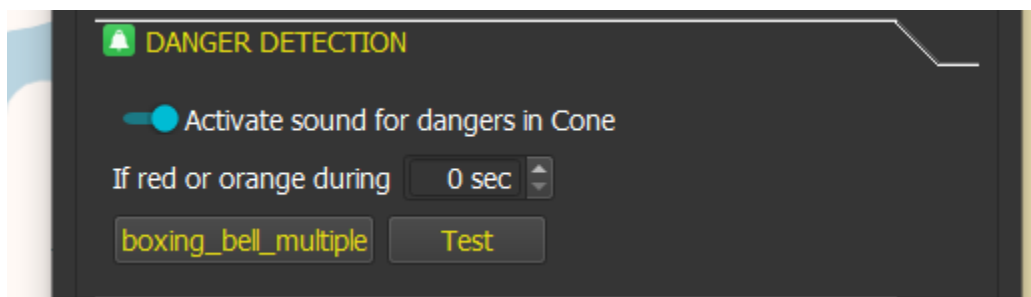 DANGER DETECTION
Activate sound for dangers in Cone
If red or orange during 0 sec
boxing_bell_multiple Test